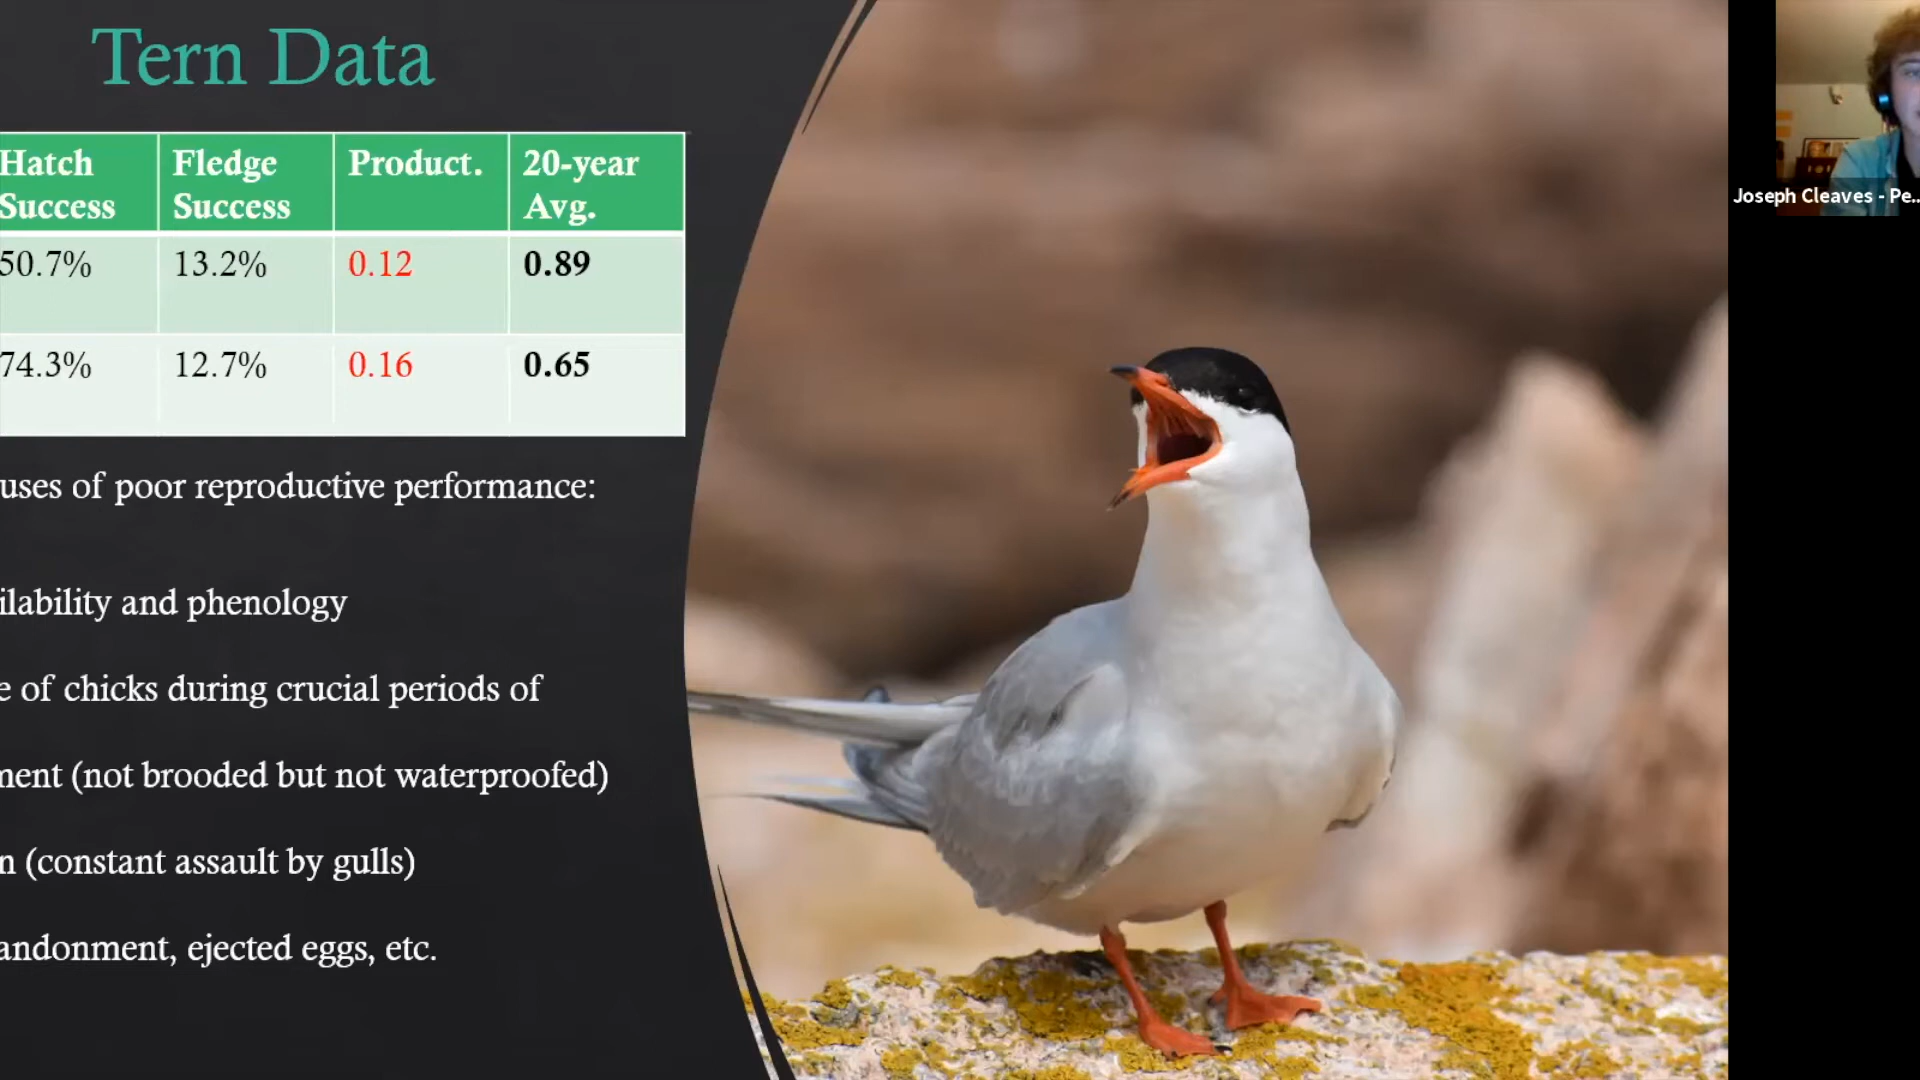 Tern Data
Hatch Fledge Product. 20-year
Success Success Avg.
50.7% 13.2% 0.12 0.89
74.3% 12.7% 0.16 0.65
uses of poor reproductive performance:
ilability and phenology
e of chicks during crucial periods of
ment (not brooded but not waterproofed)
n (constant assault by gulls)
andonment, ejected eggs, etc.
Joseph Cleaves - Pe...